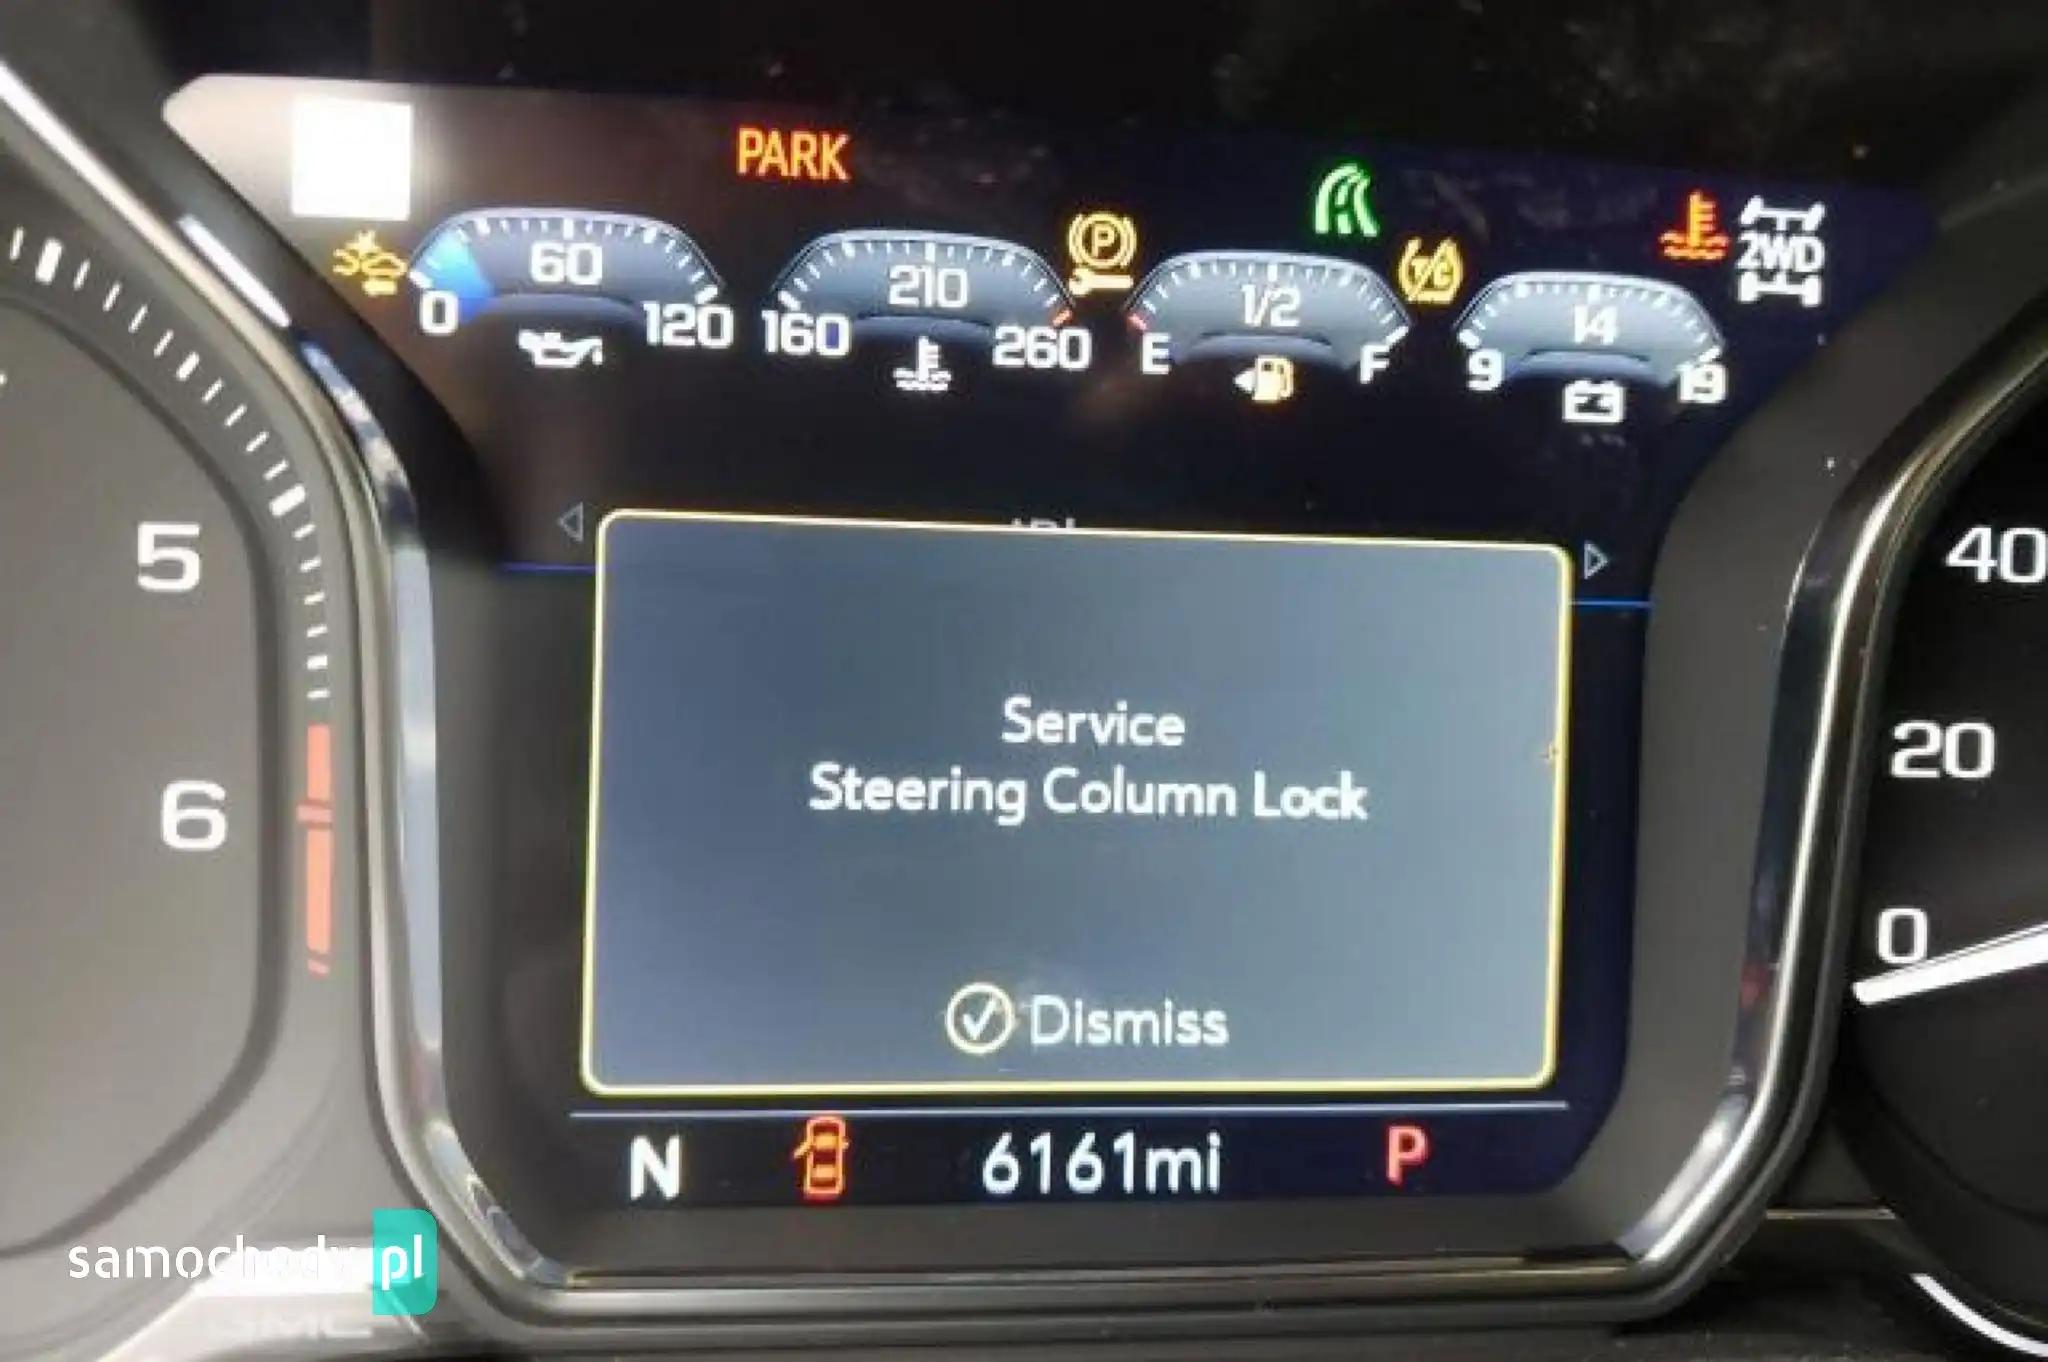 PARK
60
0
120
210
160
260
P
1/2
E
F
T/C
14
9
19
2WD
5
6
40
20
0
Service
Steering Column Lock
Dismiss
N
6161mi
P
samochody.pl
GMC